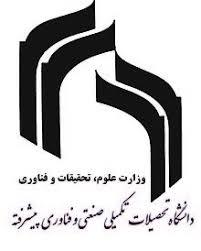 وزارت علوم، تحقیقات و فناوری
دانشگاه تحصیلات تکمیلی صنعتی و فناوری پیشرفته